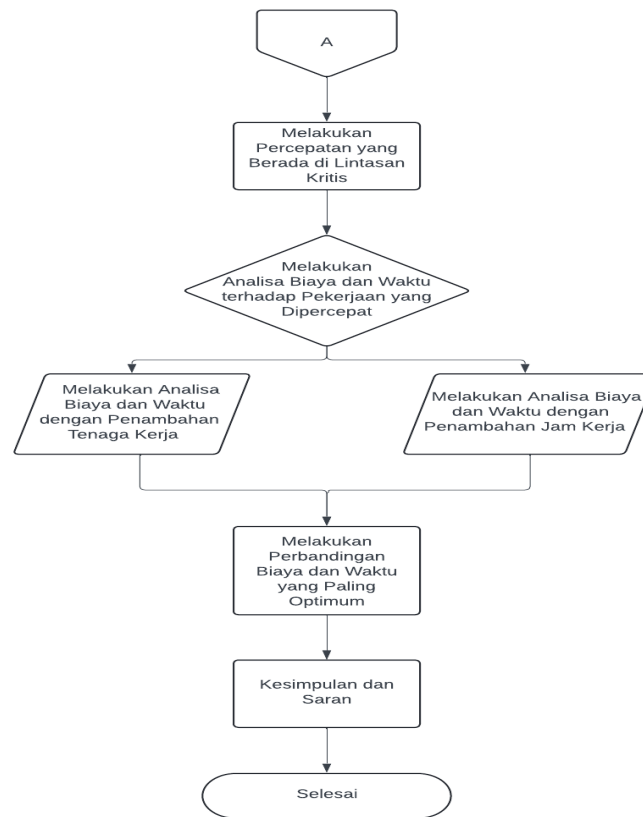 A
Melakukan
Percepatan yang
Berada di Lintasan
Kritis
Melakukan
Analisa Biaya dan Waktu
terhadap Pekerjaan yang
Dipercepat
Melakukan Analisa
Biaya dan Waktu
dengan Penambahan
Tenaga Kerja
Melakukan Analisa Biaya
dan Waktu dengan
Penambahan Jam Kerja
Melakukan
Perbandingan
Biaya dan Waktu
yang Paling
Optimum
Kesimpulan dan
Saran
Selesai